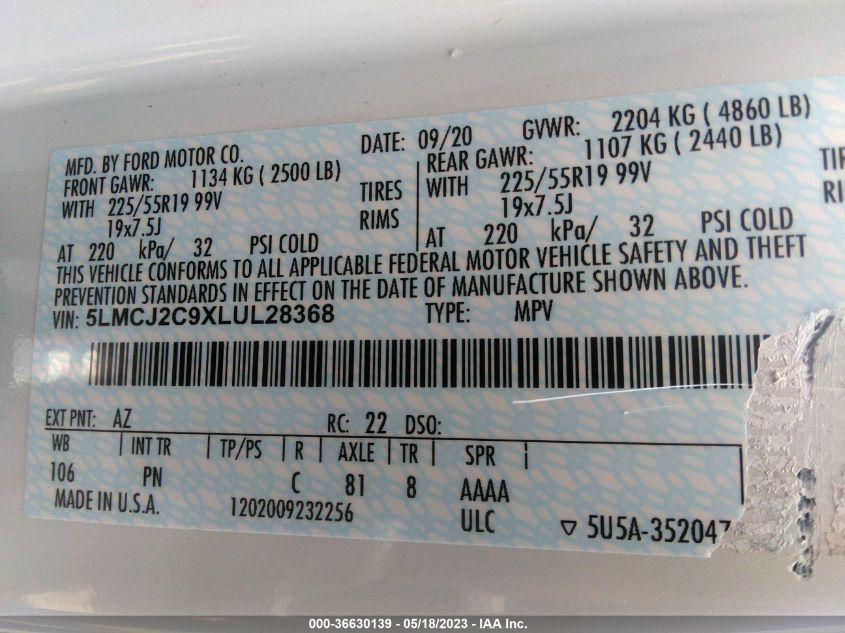 MFD. BY FORD MOTOR CO. DATE: 09/20 GVWR: 2204 KG ( 4860 LB)
FRONT GAWR: 1134 KG ( 2500 LB) REAR GAWR: 1107 KG ( 2440 LB)
WITH 225/55R19 99V TIRES WITH 225/55R19 99V TIR
19x7.5J RIMS 19x7.5J RI
AT 220 kPa/ 32 PSI COLD AT 220 kPa/ 32 PSI COLD
THIS VEHICLE CONFORMS TO ALL APPLICABLE FEDERAL MOTOR VEHICLE SAFETY AND THEFT
PREVENTION STANDARDS IN EFFECT ON THE DATE OF MANUFACTURE SHOWN ABOVE.
VIN: 5LMCJ2C9XLUL28368 TYPE: MPV
EXT PNT: AZ RC: 22 DSO:
WB | INT TR | TP/PS | R | AXLE | TR | SPR |
106 PN C 81 8 AAAA
MADE IN U.S.A. 1202009232256 ULC ▽ 5U5A-352047
000-36630139 - 05/18/2023 - IAA Inc.